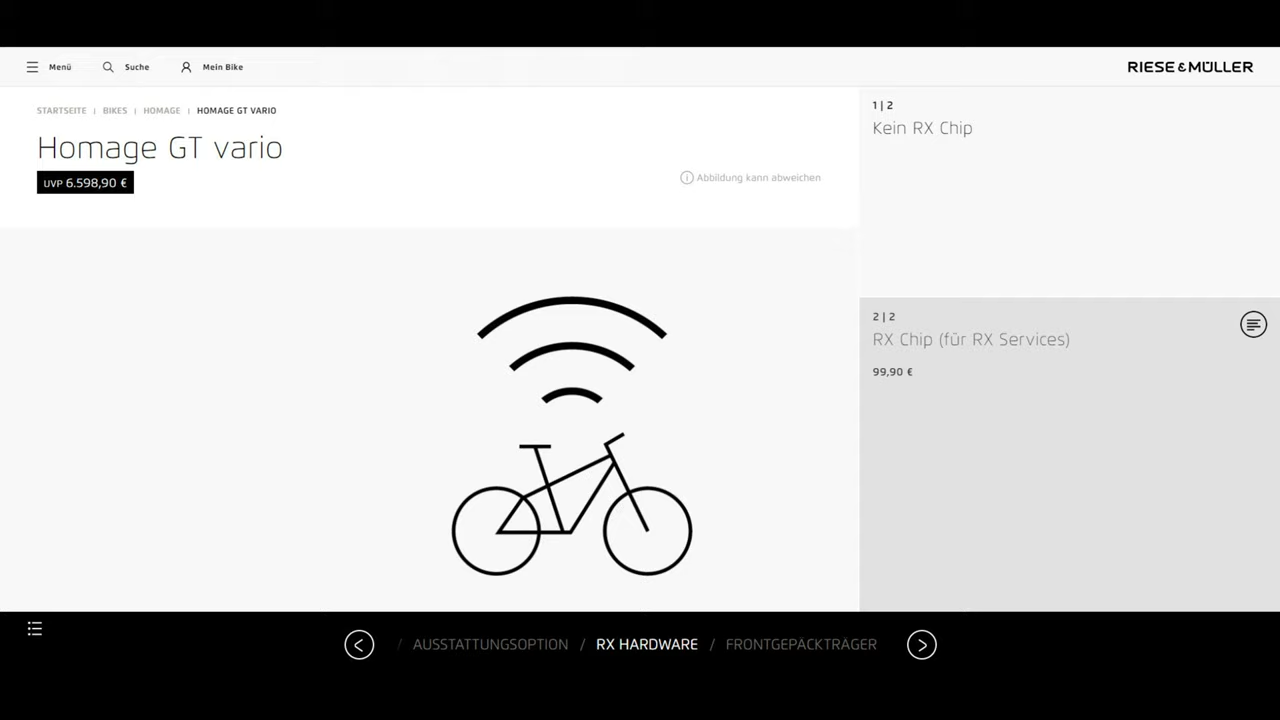 Menü
Suche
Mein Bike
RIESE & MÜLLER
STARTSEITE | BIKES | HOMAGE | HOMAGE GT VARIO
Homage GT vario
UVP 6.598,90 €
Abbildung kann abweichen
1 | 2
Kein RX Chip
2 | 2
RX Chip (für RX Services)
99,90 €
/ AUSSTATTUNGSOPTION / RX HARDWARE / FRONTGEPÄCKTRÄGER